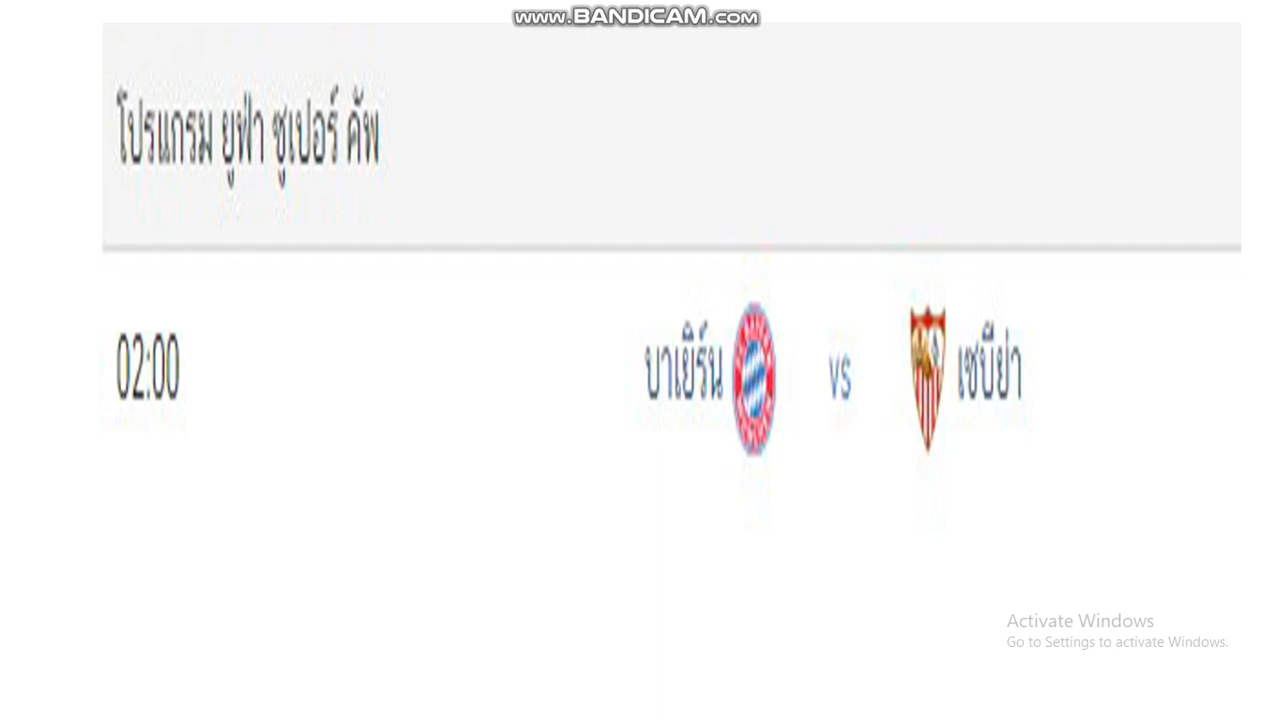 www.BANDICAM.com
โปรแกรม ยูฟ่า ซูเปอร์ คัพ
02:00 บาเยิร์น vs เซบีย่า
Activate Windows
Go to Settings to activate Windows.